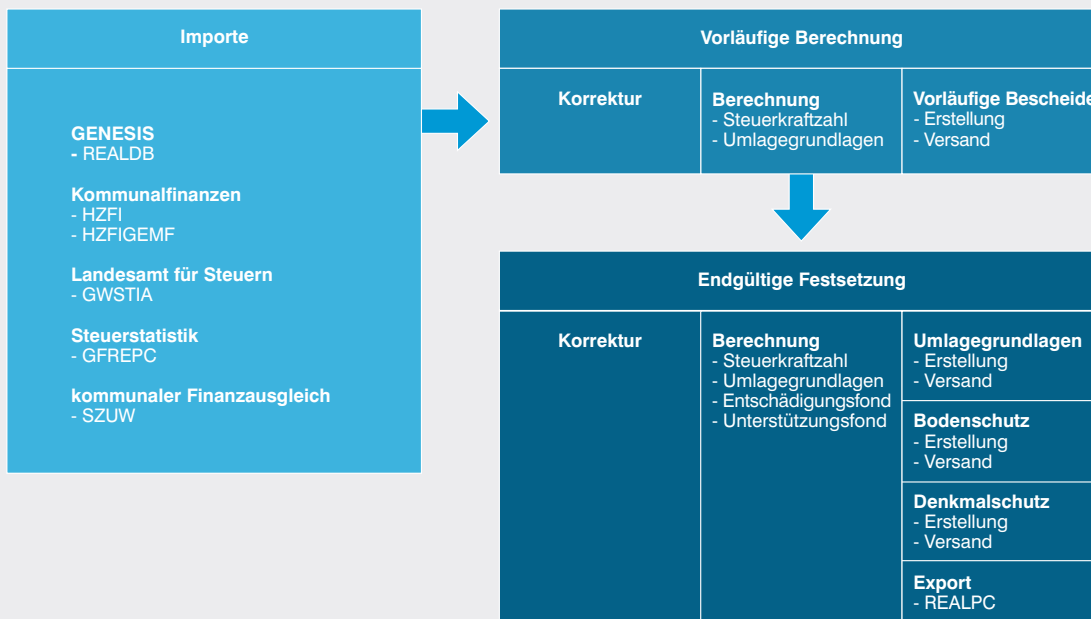 Importe
GENESIS
- REALDB
Kommunalfinanzen
- HZFI
- HZFIGEMF
Landesamt für Steuern
- GWSTIA
Steuerstatistik
- GFREPC
kommunaler Finanzausgleich
- SZUW
Vorläufige Berechnung
Korrektur
Berechnung
- Steuerkraftzahl
- Umlagegrundlagen
Vorläufige Bescheide
- Erstellung
- Versand
Endgültige Festsetzung
Korrektur
Berechnung
- Steuerkraftzahl
- Umlagegrundlagen
- Entschädigungsfond
- Unterstützungsfond
Umlagegrundlagen
- Erstellung
- Versand
Bodenschutz
- Erstellung
- Versand
Denkmalschutz
- Erstellung
- Versand
Export
- REALPC